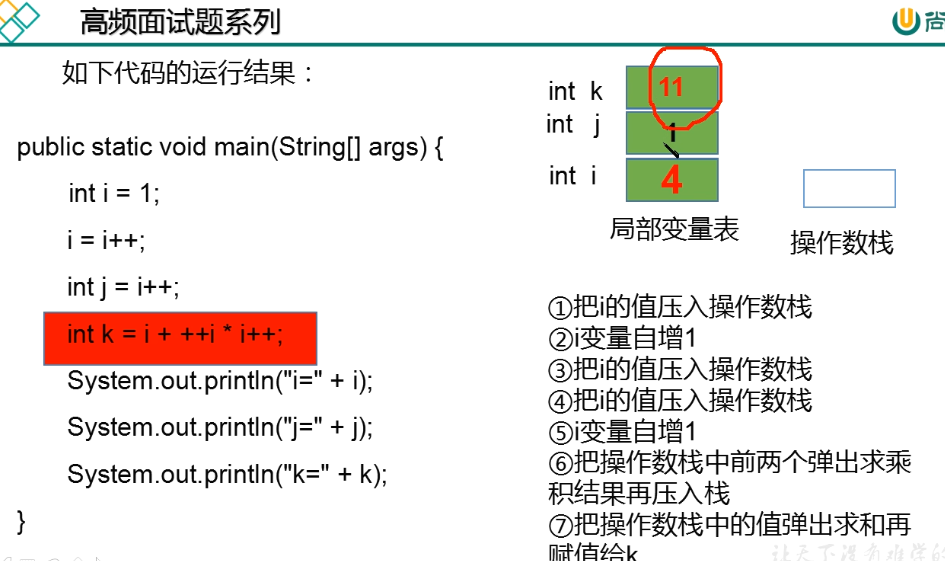 高频面试题系列
尚
如下代码的运行结果：
public static void main(String[] args) {
int i = 1;
i = i++;
int j = i++;
int k = i + ++i * i++;
System.out.println("i=" + i);
System.out.println("j=" + j);
System.out.println("k=" + k);
}
int k 11
int j 1
int i 4
局部变量表
操作数栈
①把i的值压入操作数栈
②i变量自增1
③把i的值压入操作数栈
④把i的值压入操作数栈
⑤i变量自增1
⑥把操作数栈中前两个弹出求乘
积结果再压入栈
⑦把操作数栈中的值弹出求和再
赋值给k
让天下没有难学的